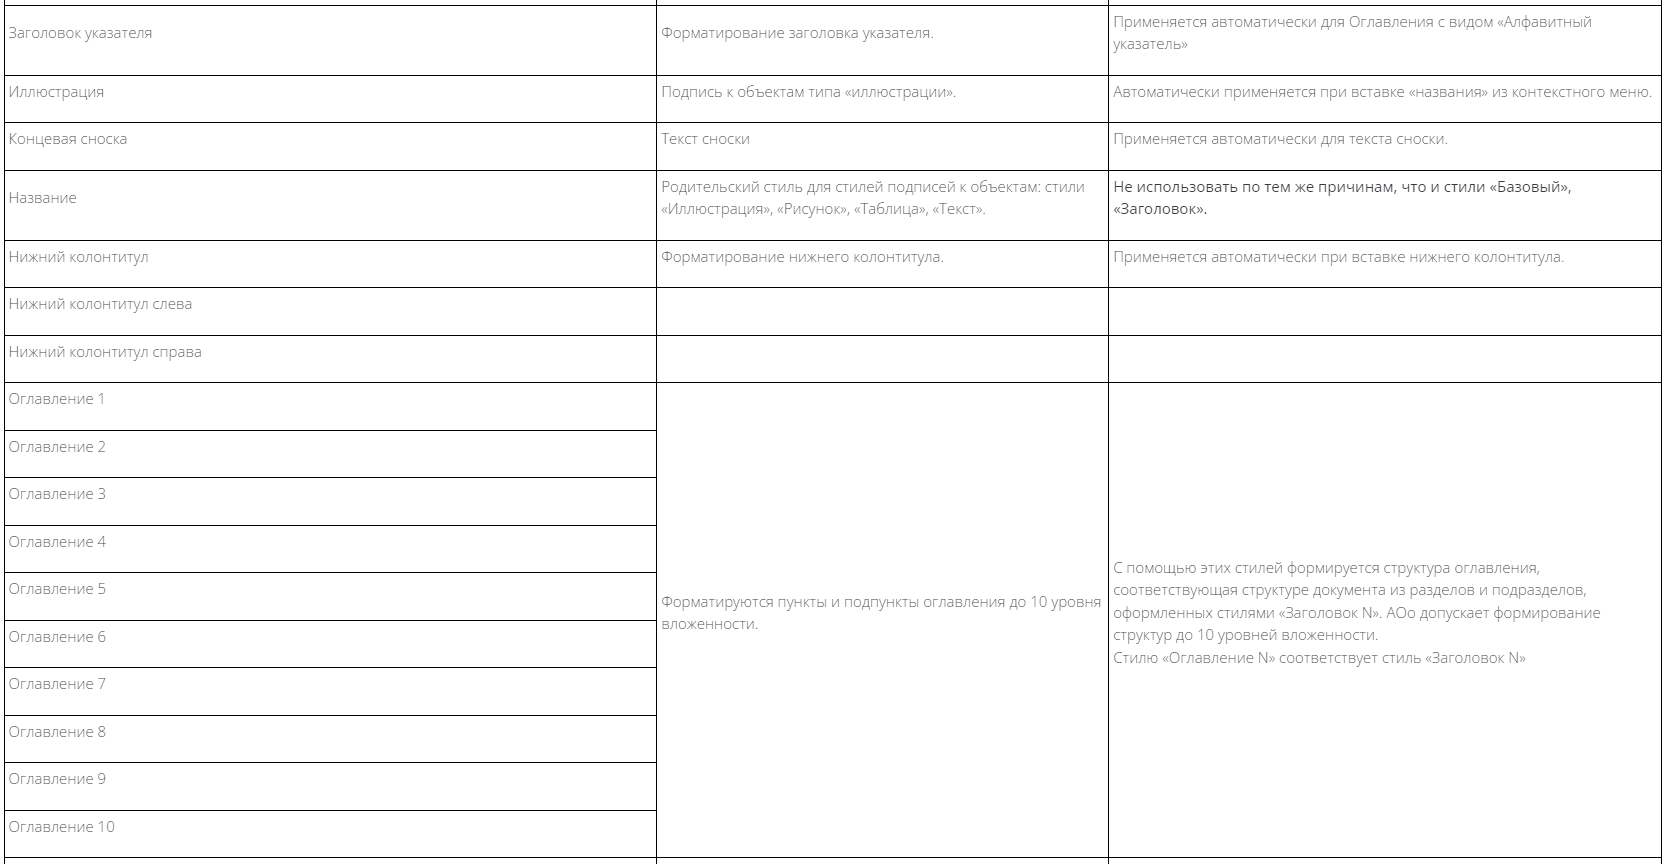 Заголовок указателя
Форматирование заголовка указателя.
Применяется автоматически для Оглавления с видом «Алфавитный
указатель»
Иллюстрация
Подпись к объектам типа «иллюстрации».
Автоматически применяется при вставке «названия» из контекстного меню.
Концевая сноска
Текст сноски
Применяется автоматически для текста сноски.
Название
Родительский стиль для стилей подписей к объектам: стили
«Иллюстрация», «Рисунок», «Таблица», «Текст».
Не использовать по тем же причинам, что и стили «Базовый»,
«Заголовок».
Нижний колонтитул
Форматирование нижнего колонтитула.
Применяется автоматически при вставке нижнего колонтитула.
Нижний колонтитул слева
Нижний колонтитул справа
Оглавление 1
Оглавление 2
Оглавление 3
Оглавление 4
Оглавление 5
Оглавление 6
Оглавление 7
Оглавление 8
Оглавление 9
Оглавление 10
Форматируются пункты и подпункты оглавления до 10 уровня
вложенности.
С помощью этих стилей формируется структура оглавления,
соответствующая структуре документа из разделов и подразделов,
оформленных стилями «Заголовок N». АОо допускает формирование
структур до 10 уровней вложенности.
Стилю «Оглавление N» соответствует стиль «Заголовок N»